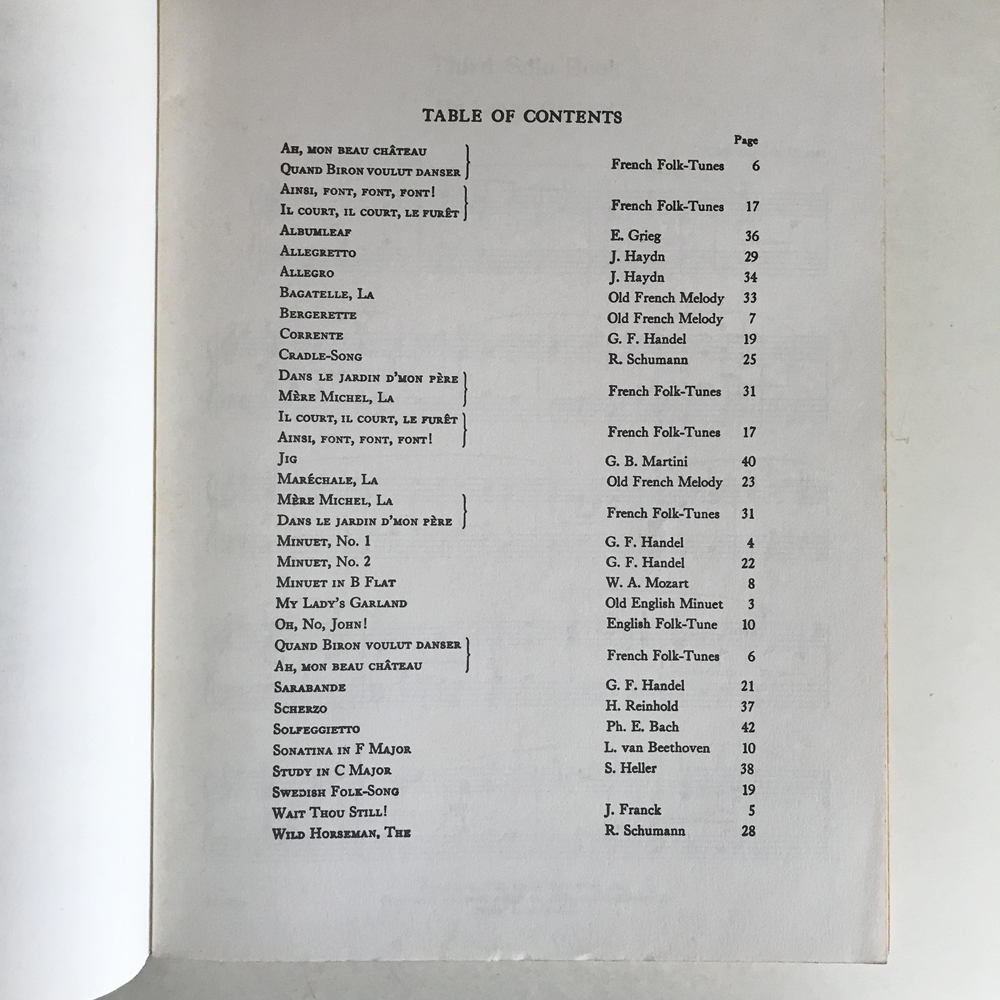 TABLE OF CONTENTS
Page
AH, MON BEAU CHÂTEAU
QUAND BIRON VOULUT DANSER } French Folk-Tunes 6
AINSI, FONT, FONT, FONT!
IL COURT, IL COURT, LE FURÊT } French Folk-Tunes 17
ALBUMLEAF E. Grieg 36
ALLEGRETTO J. Haydn 29
ALLEGRO J. Haydn 34
BAGATELLE, LA Old French Melody 33
BERGERETTE Old French Melody 7
CORRENTE G. F. Handel 19
CRADLE-SONG R. Schumann 25
DANS LE JARDIN D'MON PÈRE
MÈRE MICHEL, LA } French Folk-Tunes 31
IL COURT, IL COURT, LE FURÊT
AINSI, FONT, FONT, FONT! } French Folk-Tunes 17
JIG G. B. Martini 40
MARÉCHALE, LA Old French Melody 23
MÈRE MICHEL, LA
DANS LE JARDIN D'MON PÈRE } French Folk-Tunes 31
MINUET, No. 1 G. F. Handel 4
MINUET, No. 2 G. F. Handel 22
MINUET IN B FLAT W. A. Mozart 8
MY LADY'S GARLAND Old English Minuet 3
OH, NO, JOHN! English Folk-Tune 10
QUAND BIRON VOULUT DANSER
AH, MON BEAU CHÂTEAU } French Folk-Tunes 6
SARABANDE G. F. Handel 21
SCHERZO H. Reinhold 37
SOLFEGGIETTO Ph. E. Bach 42
SONATINA IN F MAJOR L. van Beethoven 10
STUDY IN C MAJOR S. Heller 38
SWEDISH FOLK-SONG 19
WAIT THOU STILL! J. Franck 5
WILD HORSEMAN, THE R. Schumann 28